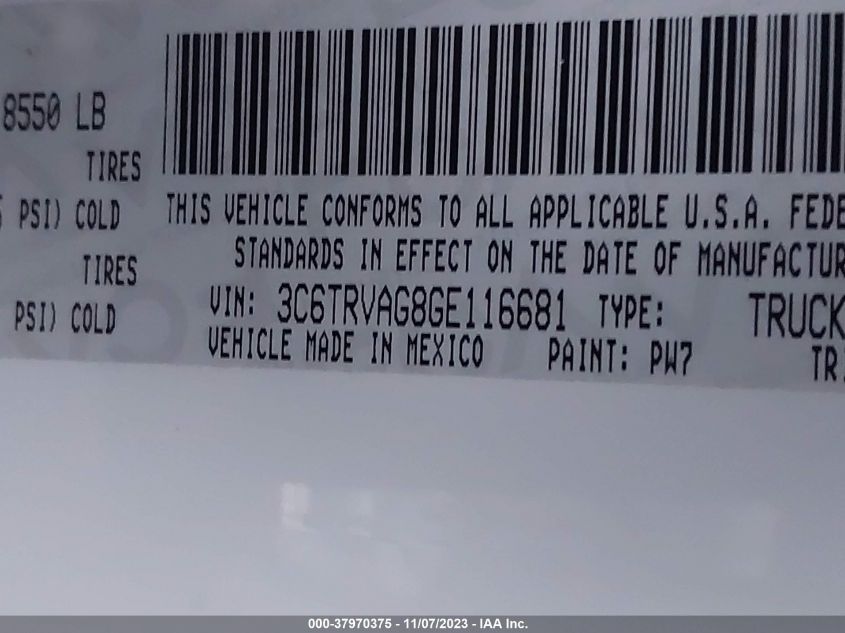 8550 LB
TIRES
PSI) COLD
TIRES
PSI) COLD
THIS VEHICLE CONFORMS TO ALL APPLICABLE U.S.A. FEDE
STANDARDS IN EFFECT ON THE DATE OF MANUFACTUR
VIN: 3C6TRVAG8GE116681 TYPE: TRUCK
VEHICLE MADE IN MEXICO PAINT: PW7 TR
000-37970375 - 11/07/2023 - IAA Inc.